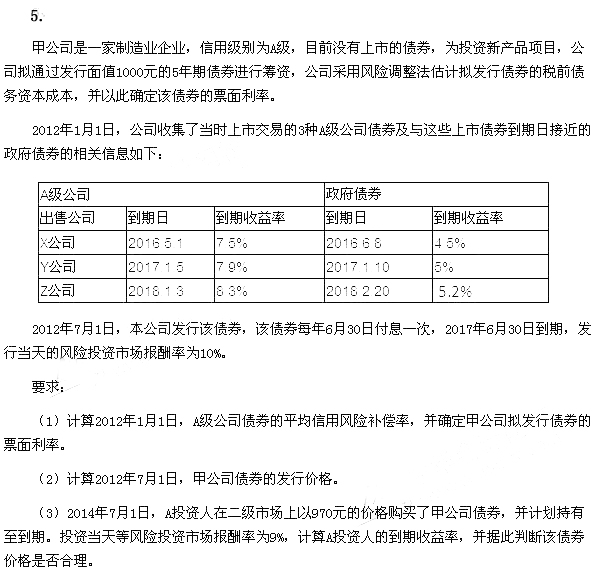 5.
甲公司是一家制造业企业，信用级别为A级，目前没有上市的债券，为投资新产品项目，公
司拟通过发行面值1000元的5年期债券进行筹资，公司采用风险调整法估计拟发行债券的税前债
务资本成本，并以此确定该债券的票面利率。
2012年1月1日，公司收集了当时上市交易的3种A级公司债券及与这些上市债券到期日接近的
政府债券的相关信息如下：
A级公司 政府债券
出售公司 到期日 到期收益率 到期日 到期收益率
X公司 2016 5 1 7 5% 2016 6 8 4 5%
Y公司 2017 1 5 7 9% 2017 1 10 5%
Z公司 2018 1 3 8 3% 2018 2 20 5.2%
2012年7月1日，本公司发行该债券，该债券每年6月30日付息一次，2017年6月30日到期，发
行当天的风险投资市场报酬率为10%。
要求：
（1）计算2012年1月1日，A级公司债券的平均信用风险补偿率，并确定甲公司拟发行债券的
票面利率。
（2）计算2012年7月1日，甲公司债券的发行价格。
（3）2014年7月1日，A投资人在二级市场上以970元的价格购买了甲公司债券，并计划持有
至到期。投资当天等风险投资市场报酬率为9%，计算A投资人的到期收益率，并据此判断该债券
价格是否合理。